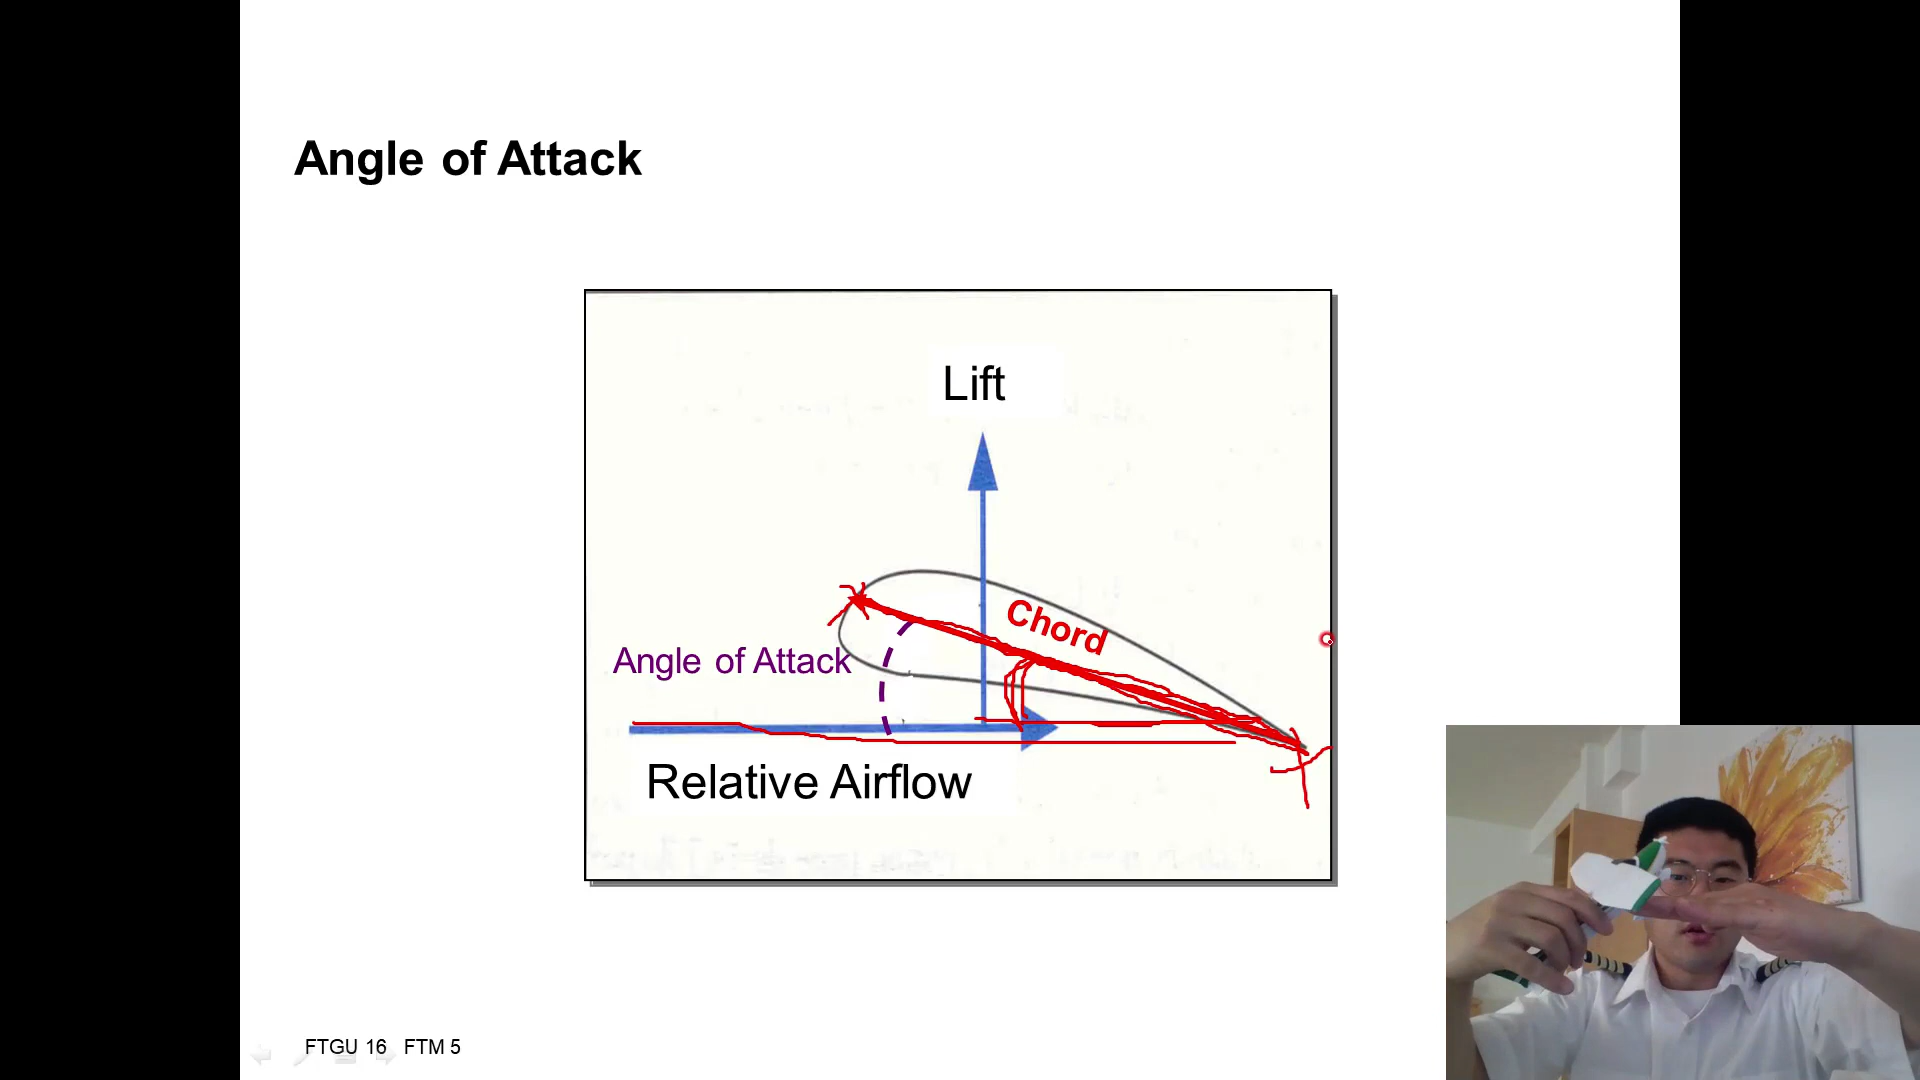 Angle of Attack
Lift
Chord
Angle of Attack
Relative Airflow
FTGU 16 FTM 5